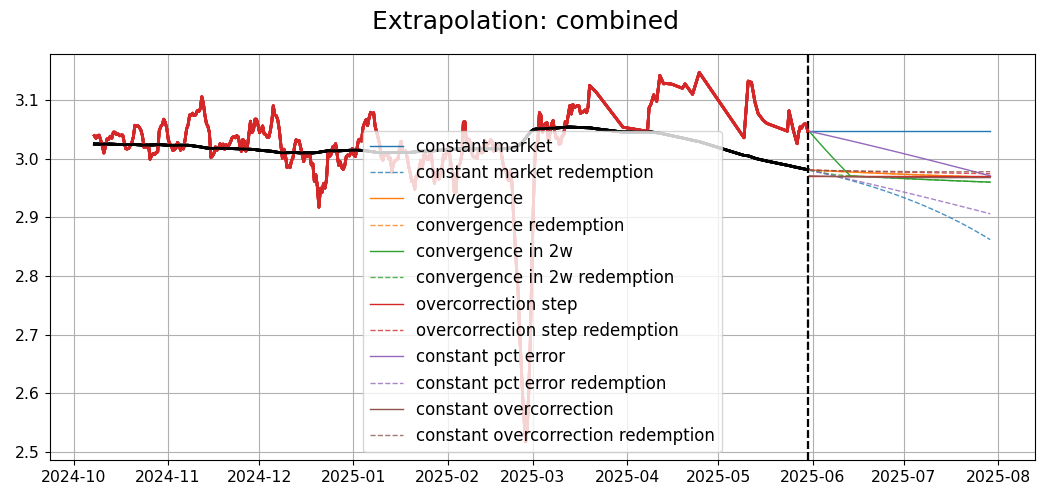 Extrapolation: combined
3.1
3.0
2.9
2.8
2.7
2.6
2.5
constant market
constant market redemption
convergence
convergence redemption
convergence in 2w
convergence in 2w redemption
overcorrection step
overcorrection step redemption
constant pct error
constant pct error redemption
constant overcorrection
constant overcorrection redemption
2024-10 2024-11 2024-12 2025-01 2025-02 2025-03 2025-04 2025-05 2025-06 2025-07 2025-08